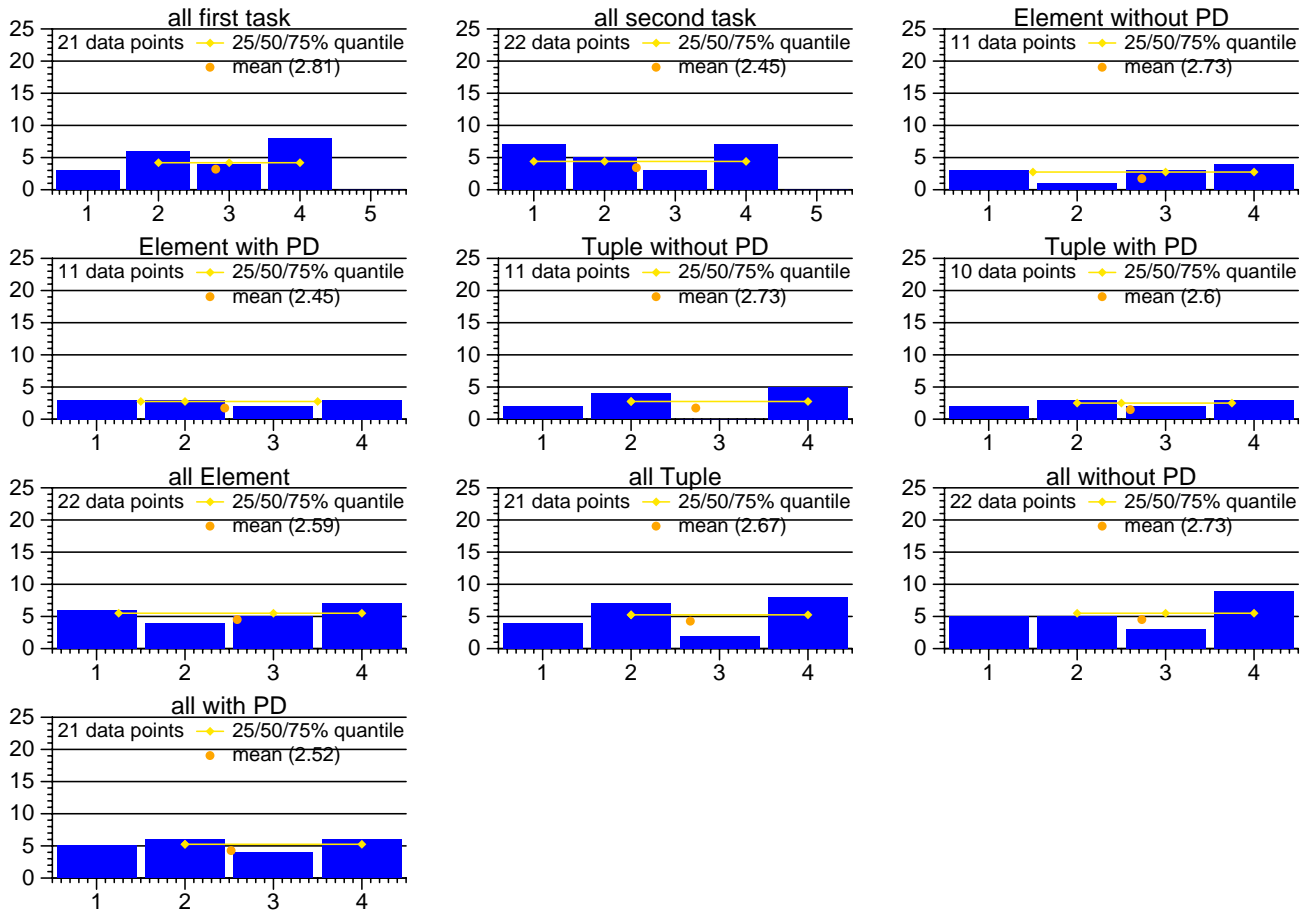 all first task
25
20
15
10
5
0
21 data points 25/50/75% quantile
mean (2.81)
1 2 3 4 5
all second task
25
20
15
10
5
0
22 data points 25/50/75% quantile
mean (2.45)
1 2 3 4 5
Element without PD
25
20
15
10
5
0
11 data points 25/50/75% quantile
mean (2.73)
1 2 3 4
Element with PD
25
20
15
10
5
0
11 data points 25/50/75% quantile
mean (2.45)
1 2 3 4
Tuple without PD
25
20
15
10
5
0
11 data points 25/50/75% quantile
mean (2.73)
1 2 3 4
Tuple with PD
25
20
15
10
5
0
10 data points 25/50/75% quantile
mean (2.6)
1 2 3 4
all Element
25
20
15
10
5
0
22 data points 25/50/75% quantile
mean (2.59)
1 2 3 4
all Tuple
25
20
15
10
5
0
21 data points 25/50/75% quantile
mean (2.67)
1 2 3 4
all without PD
25
20
15
10
5
0
22 data points 25/50/75% quantile
mean (2.73)
1 2 3 4
all with PD
25
20
15
10
5
0
21 data points 25/50/75% quantile
mean (2.52)
1 2 3 4